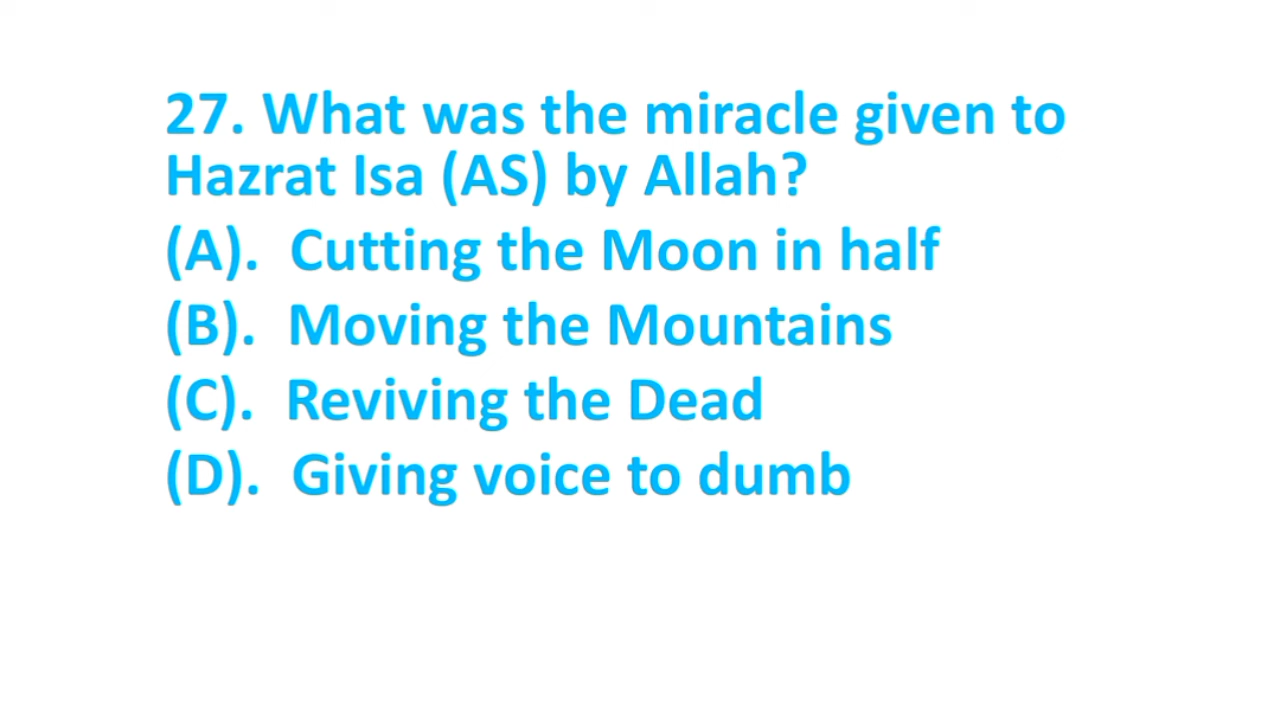 27. What was the miracle given to
Hazrat Isa (AS) by Allah?
(A).  Cutting the Moon in half
(B).  Moving the Mountains
(C).  Reviving the Dead
(D).  Giving voice to dumb